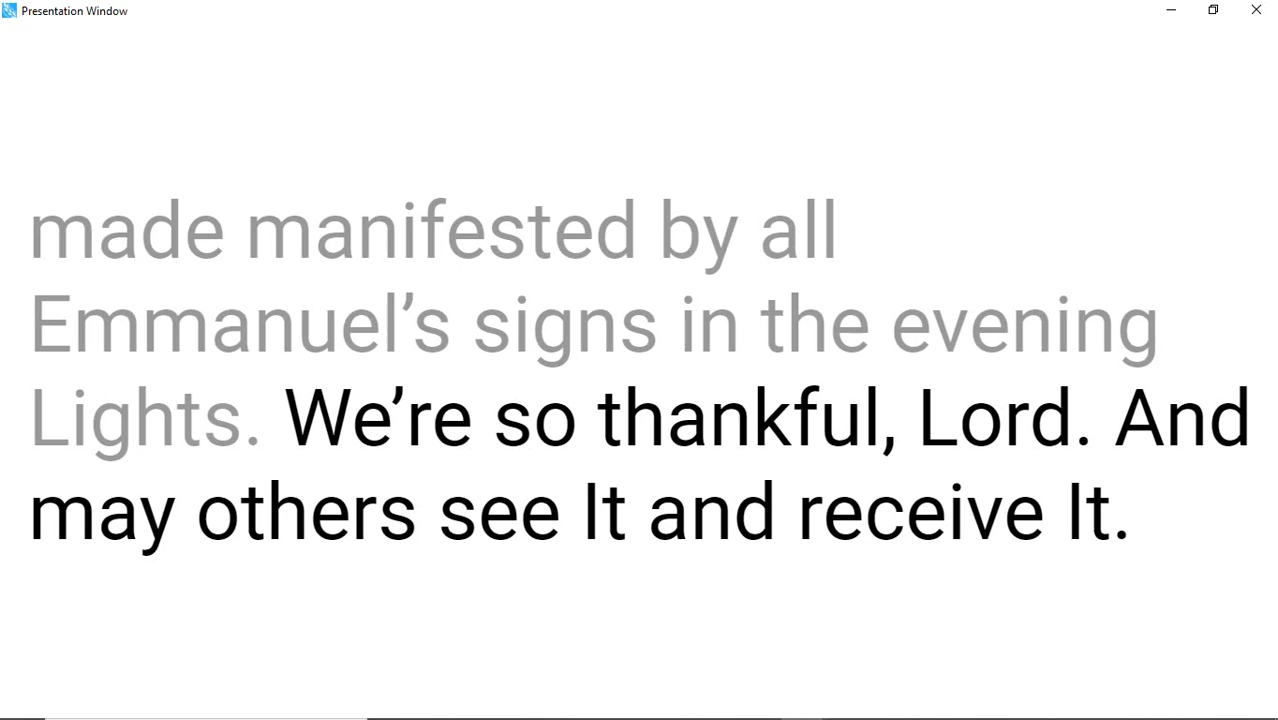 Presentation Window
made manifested by all
Emmanuel’s signs in the evening
Lights. We’re so thankful, Lord. And
may others see It and receive It.